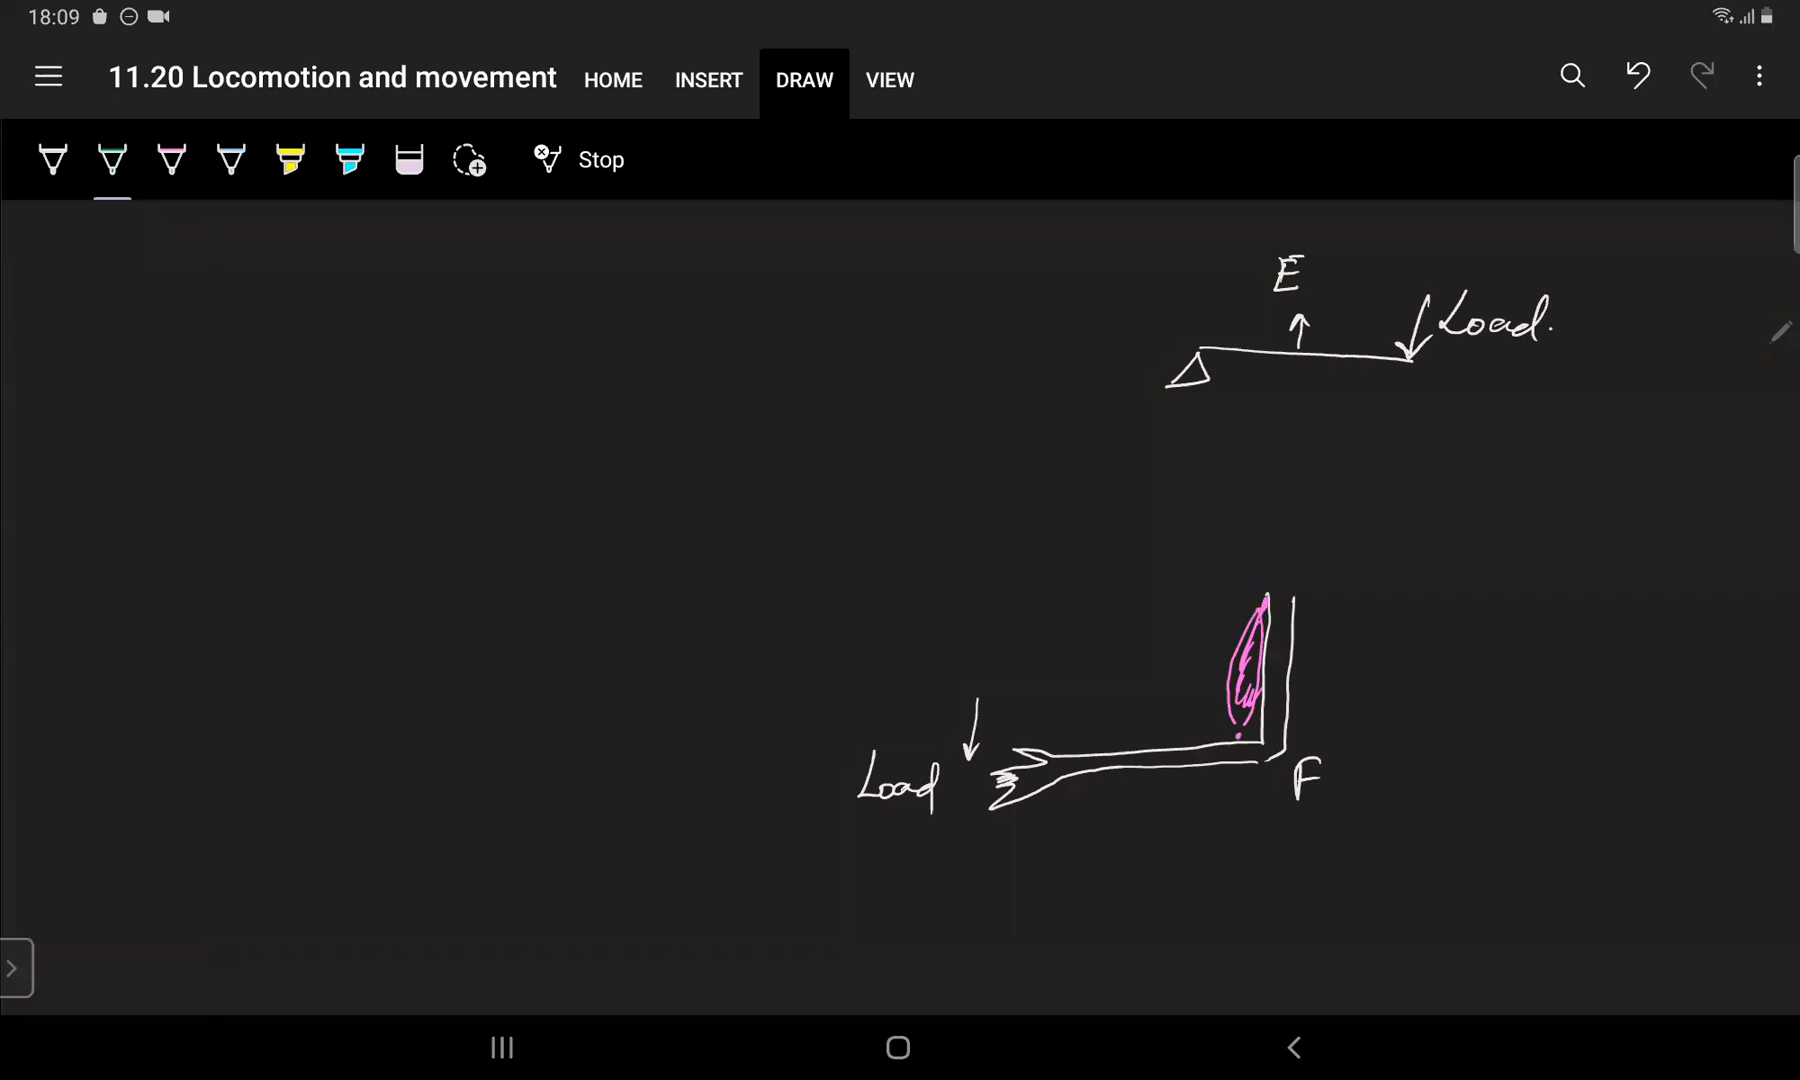 18:09
11.20 Locomotion and movement HOME INSERT DRAW VIEW
Stop
E
Load.
Load
F